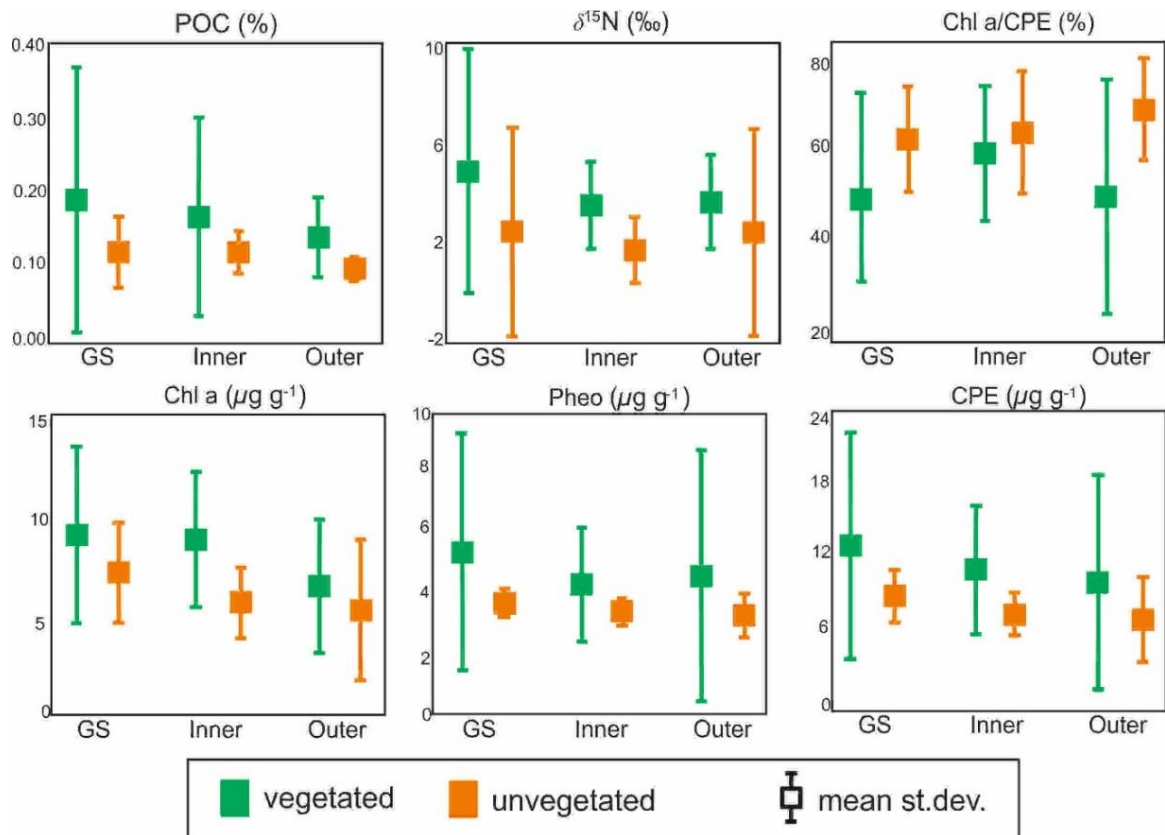 POC (%)
0.40
0.30
0.20
0.10
0.00
GS Inner Outer
δ¹⁵N (‰)
10
6
2
-2
GS Inner Outer
Chl a/CPE (%)
80
60
40
20
GS Inner Outer
Chl a (µg g⁻¹)
15
10
5
0
GS Inner Outer
Pheo (µg g⁻¹)
10
8
6
4
2
0
GS Inner Outer
CPE (µg g⁻¹)
24
18
12
6
0
GS Inner Outer
vegetated unvegetated mean st.dev.